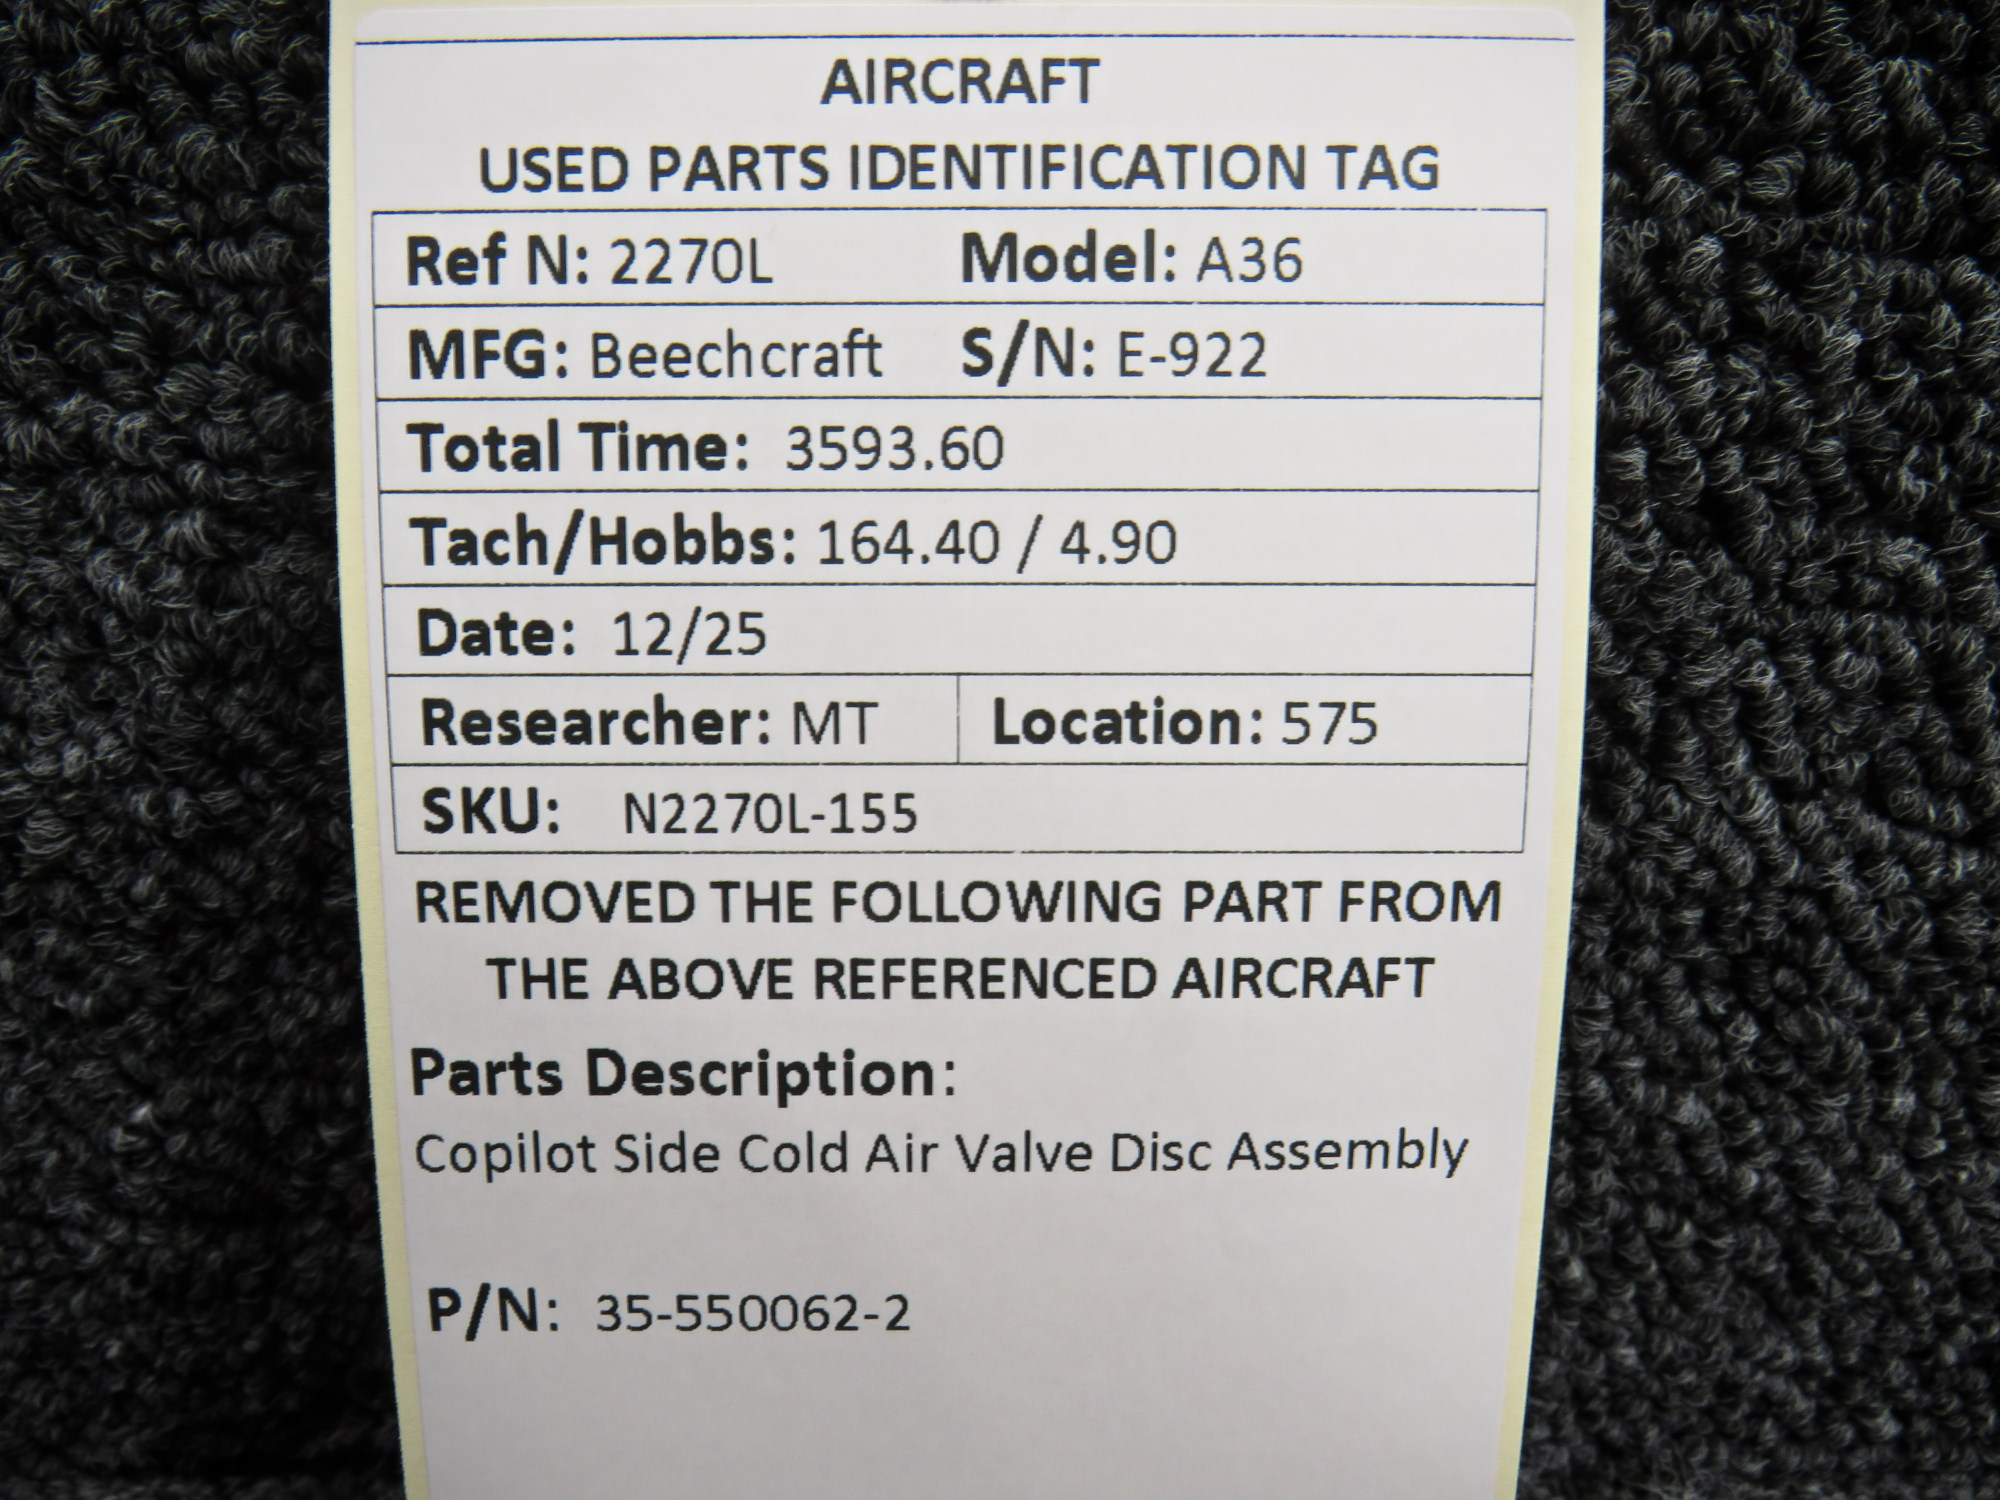 AIRCRAFT
USED PARTS IDENTIFICATION TAG
Ref N: 2270L Model: A36
MFG: Beechcraft S/N: E-922
Total Time: 3593.60
Tach/Hobbs: 164.40 / 4.90
Date: 12/25
Researcher: MT Location: 575
SKU: N2270L-155
REMOVED THE FOLLOWING PART FROM
THE ABOVE REFERENCED AIRCRAFT
Parts Description:
Copilot Side Cold Air Valve Disc Assembly
P/N: 35-550062-2